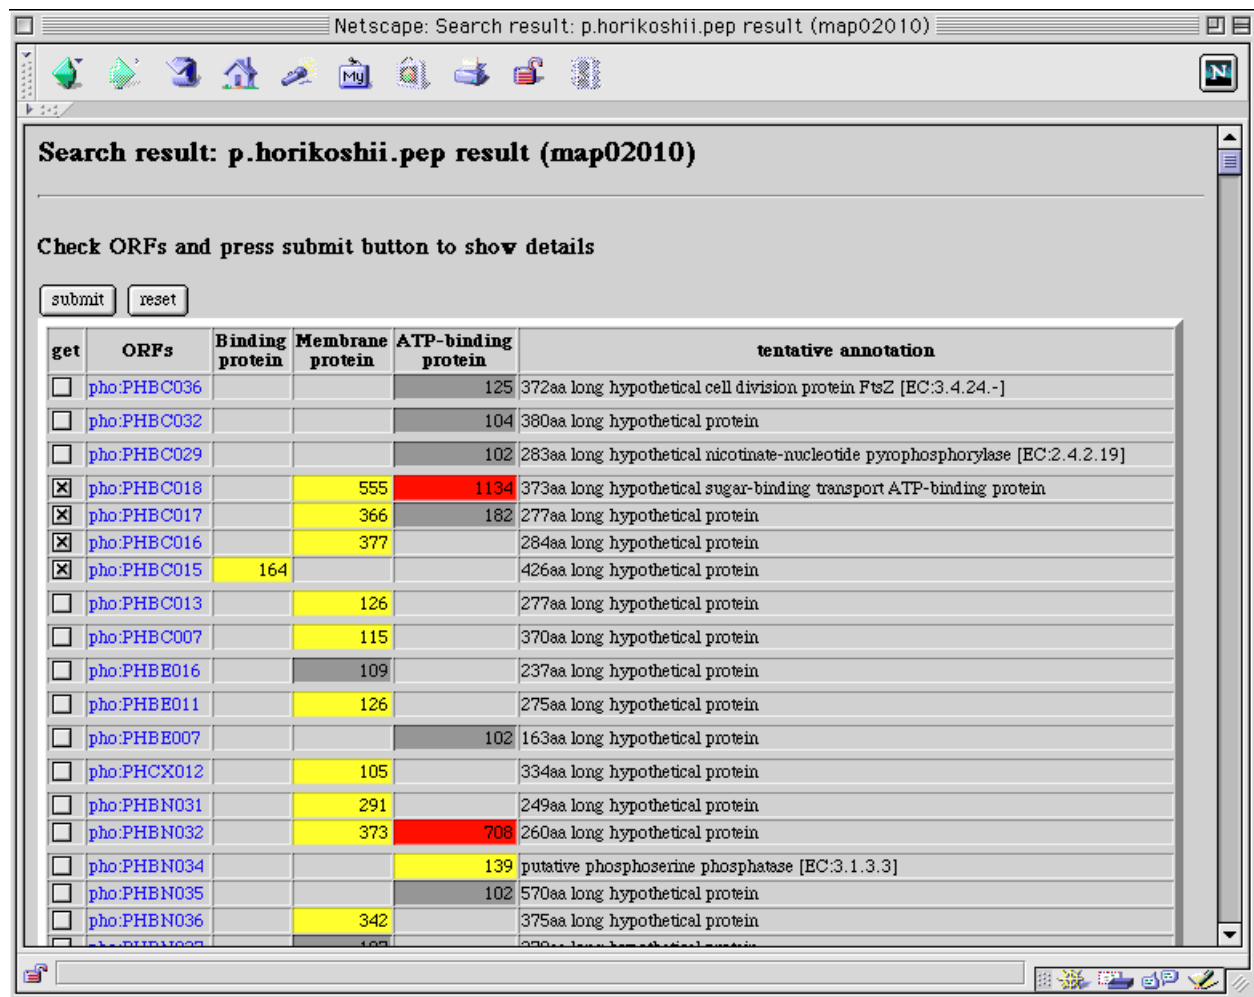 Netscape: Search result: p.horikoshii.pep result (map02010)
My
N
Search result: p.horikoshii.pep result (map02010)
Check ORFs and press submit button to show details
submit reset
get ORFs Binding protein Membrane protein ATP-binding protein tentative annotation
pho:PHBC036 125 372aa long hypothetical cell division protein FtsZ [EC:3.4.24.-]
pho:PHBC032 104 380aa long hypothetical protein
pho:PHBC029 102 283aa long hypothetical nicotinate-nucleotide pyrophosphorylase [EC:2.4.2.19]
pho:PHBC018 555 1134 373aa long hypothetical sugar-binding transport ATP-binding protein
pho:PHBC017 366 182 277aa long hypothetical protein
pho:PHBC016 377 284aa long hypothetical protein
pho:PHBC015 164 426aa long hypothetical protein
pho:PHBC013 126 277aa long hypothetical protein
pho:PHBC007 115 370aa long hypothetical protein
pho:PHBE016 109 237aa long hypothetical protein
pho:PHBE011 126 275aa long hypothetical protein
pho:PHBE007 102 163aa long hypothetical protein
pho:PHCX012 105 334aa long hypothetical protein
pho:PHBN031 291 249aa long hypothetical protein
pho:PHBN032 373 708 260aa long hypothetical protein
pho:PHBN034 139 putative phosphoserine phosphatase [EC:3.1.3.3]
pho:PHBN035 102 570aa long hypothetical protein
pho:PHBN036 342 375aa long hypothetical protein